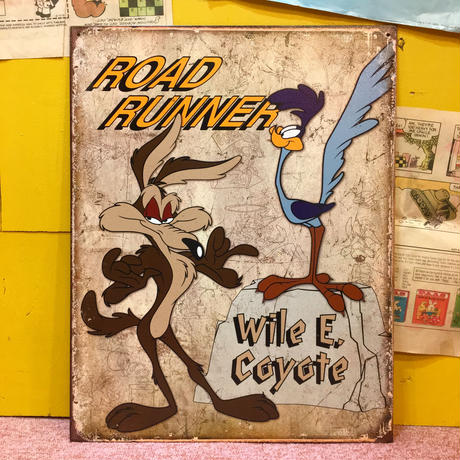 ROAD
RUNNER
Wile E.
Coyote